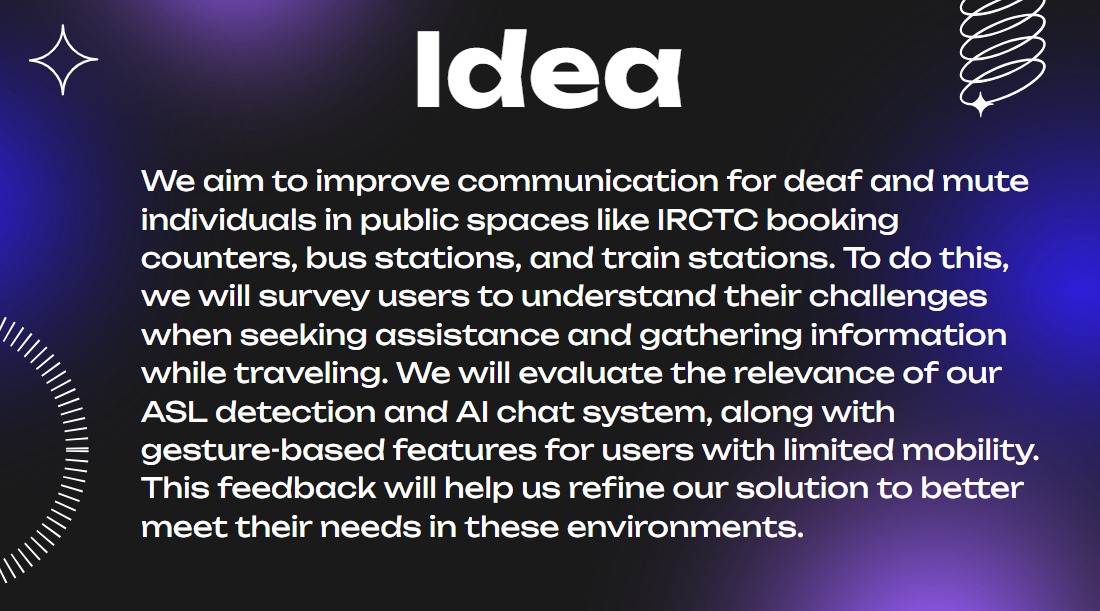 Idea
We aim to improve communication for deaf and mute
individuals in public spaces like IRCTC booking
counters, bus stations, and train stations. To do this,
we will survey users to understand their challenges
when seeking assistance and gathering information
while traveling. We will evaluate the relevance of our
ASL detection and AI chat system, along with
gesture-based features for users with limited mobility.
This feedback will help us refine our solution to better
meet their needs in these environments.